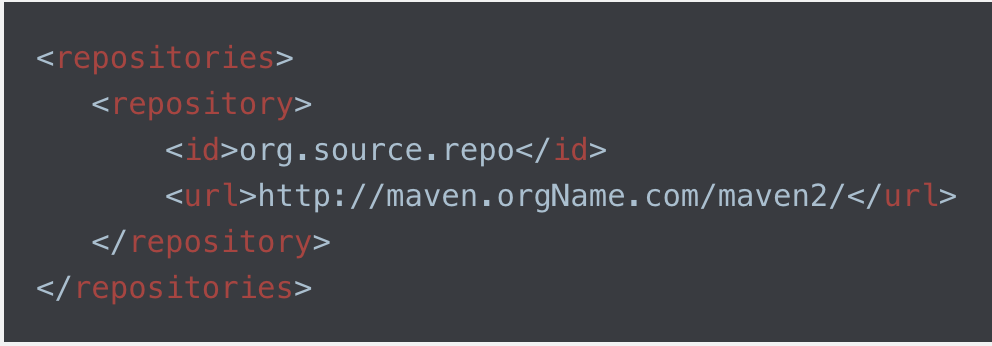 <repositories>
   <repository>
       <id>org.source.repo</id>
       <url>http://maven.orgName.com/maven2/</url>
   </repository>
</repositories>